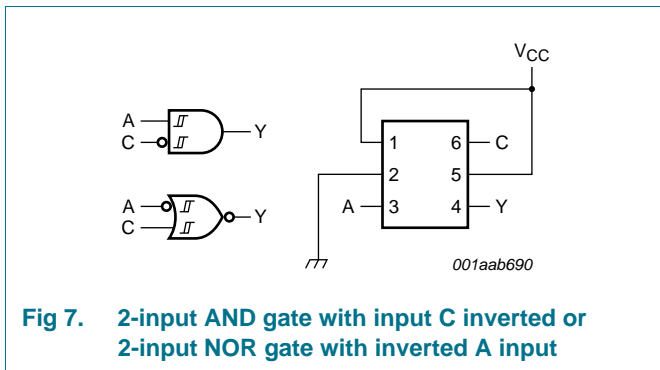 VCC
A
C
Y
A
C
Y
1 6 C
2 5
A 3 4 Y
001aab690
Fig 7. 2-input AND gate with input C inverted or
2-input NOR gate with inverted A input